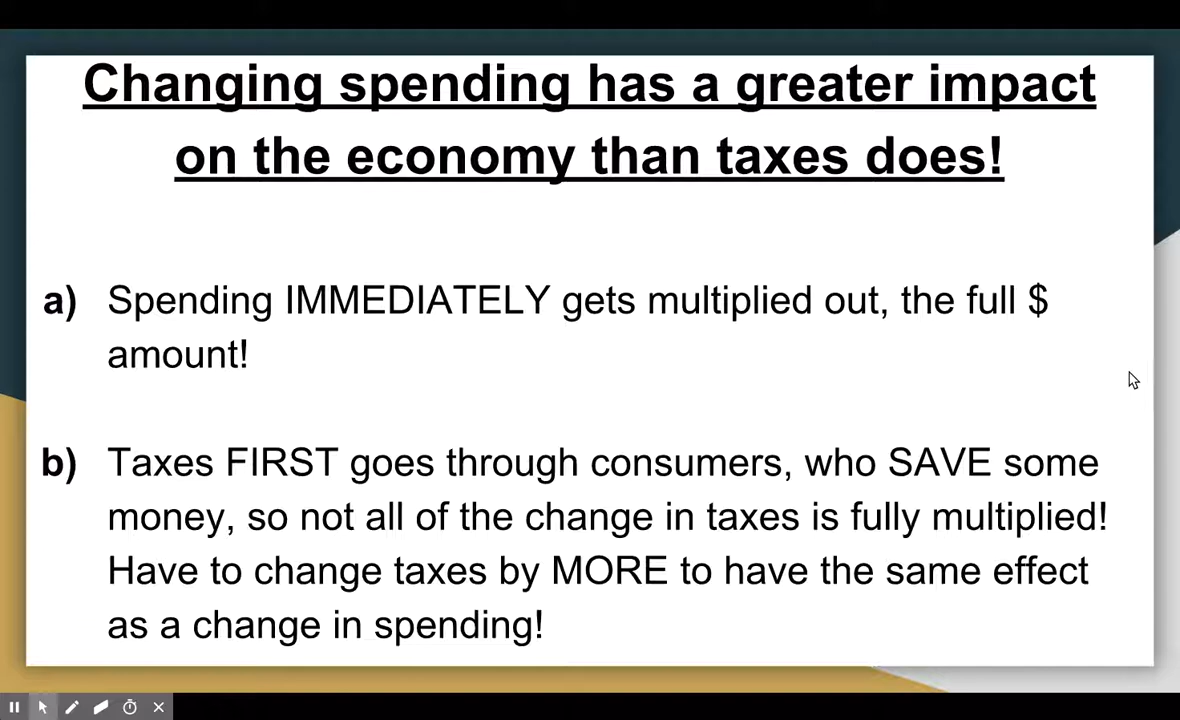 Changing spending has a greater impact
on the economy than taxes does!
a) Spending IMMEDIATELY gets multiplied out, the full $
amount!
b) Taxes FIRST goes through consumers, who SAVE some
money, so not all of the change in taxes is fully multiplied!
Have to change taxes by MORE to have the same effect
as a change in spending!